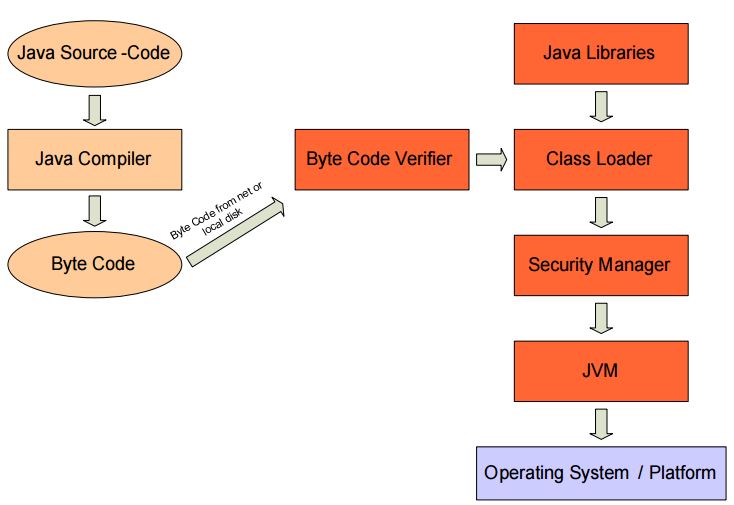 Java Source -Code
Java Compiler
Byte Code
Byte Code from net or
local disk
Byte Code Verifier
Java Libraries
Class Loader
Security Manager
JVM
Operating System / Platform